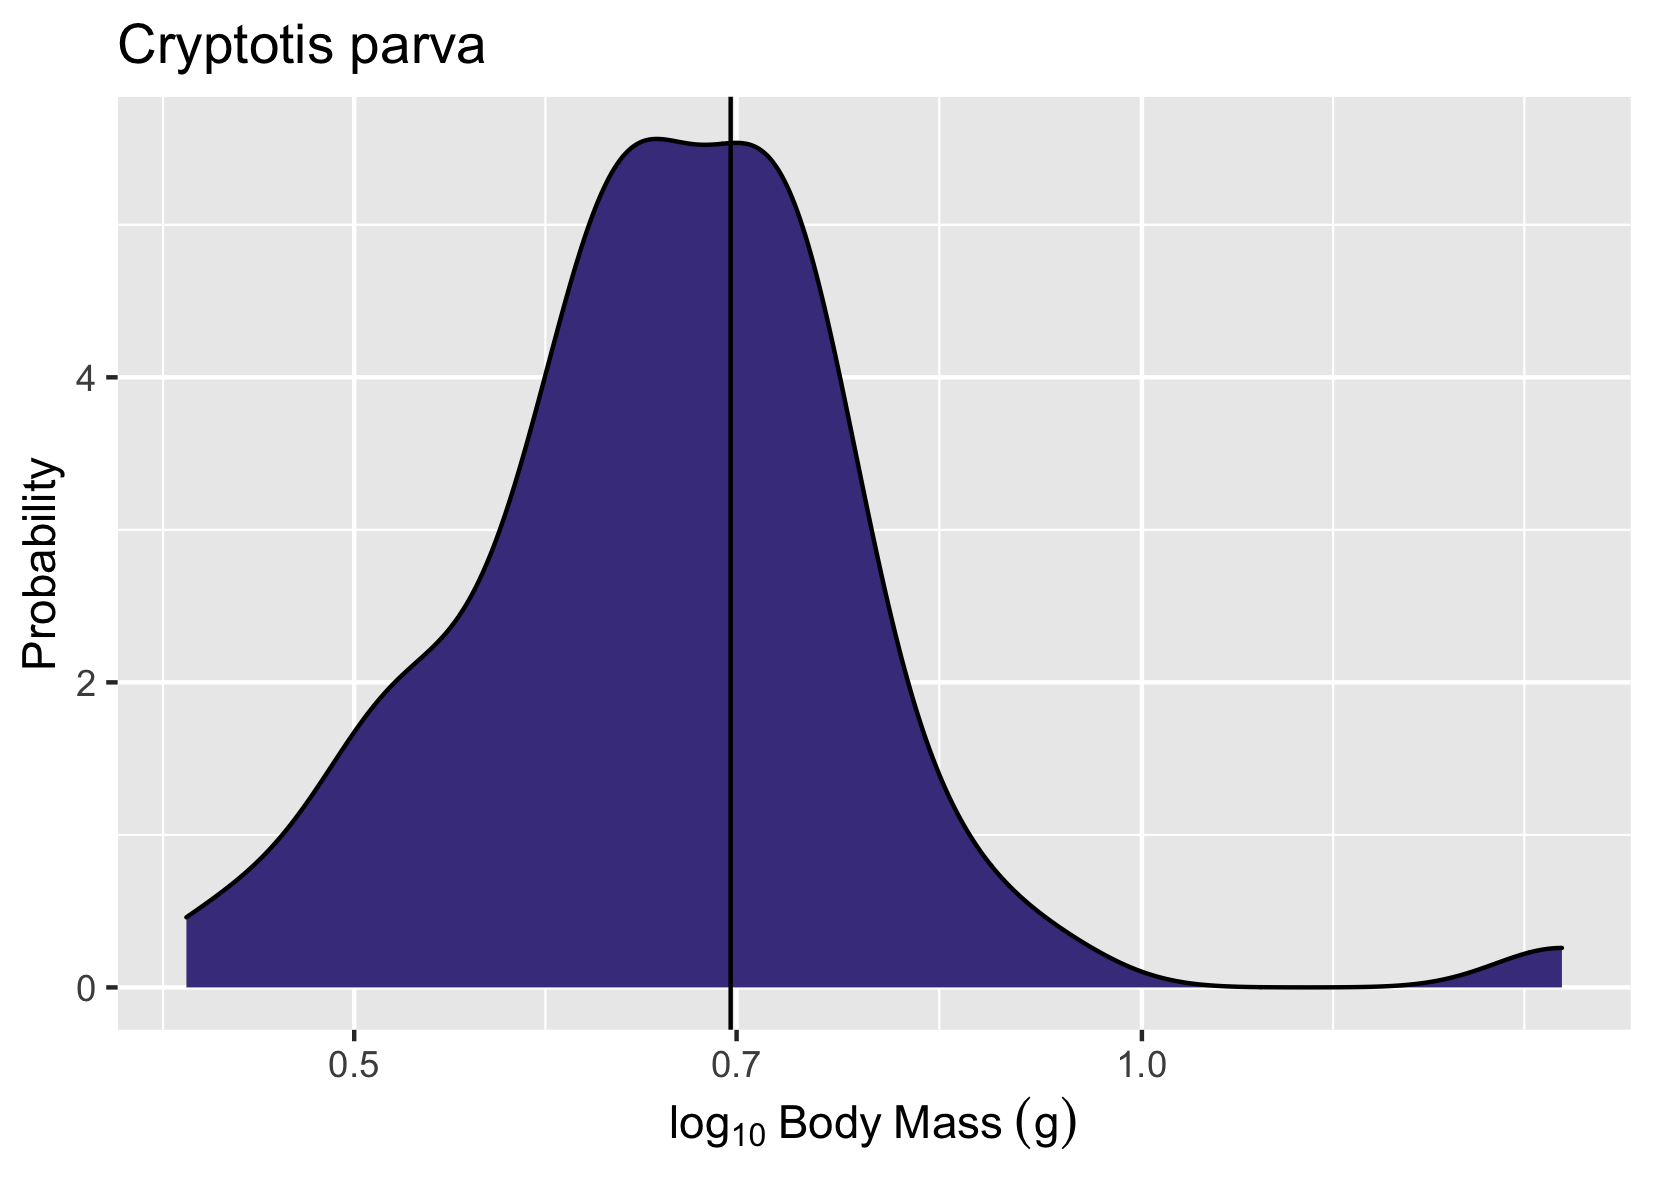 Cryptotis parva
Probability
4
2
0
0.5 0.7 1.0
log₁₀ Body Mass (g)